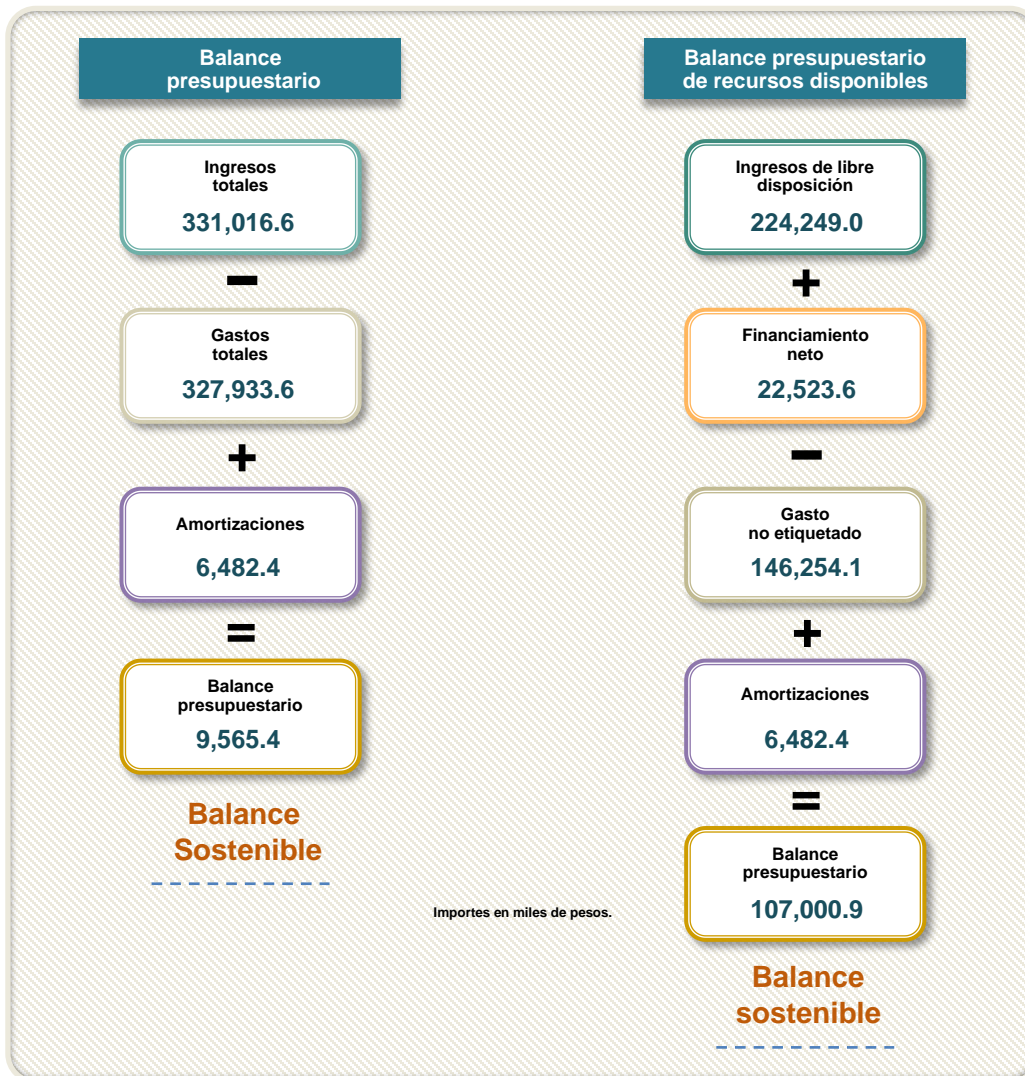 Balance
presupuestario
Ingresos
totales
331,016.6
−
Gastos
totales
327,933.6
+
Amortizaciones
6,482.4
=
Balance
presupuestario
9,565.4
Balance
Sostenible
Balance presupuestario
de recursos disponibles
Ingresos de libre
disposición
224,249.0
+
Financiamiento
neto
22,523.6
−
Gasto
no etiquetado
146,254.1
+
Amortizaciones
6,482.4
=
Balance
presupuestario
107,000.9
Balance
sostenible
Importes en miles de pesos.